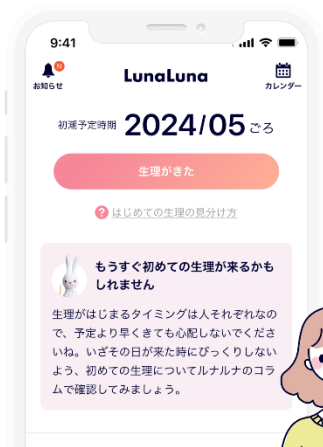 9:41
N
お知らせ
LunaLuna
カレンダー
初潮予定時期 2024/05 ごろ
生理がきた
? はじめての生理の見分け方
もうすぐ初めての生理が来るかも
しれません
生理がはじまるタイミングは人それぞれなの
で、予定より早くきても心配しないでくださ
いね。いざその日が来た時にびっくりしない
よう、初めての生理についてルナルナのコラ
ムで確認してみましょう。